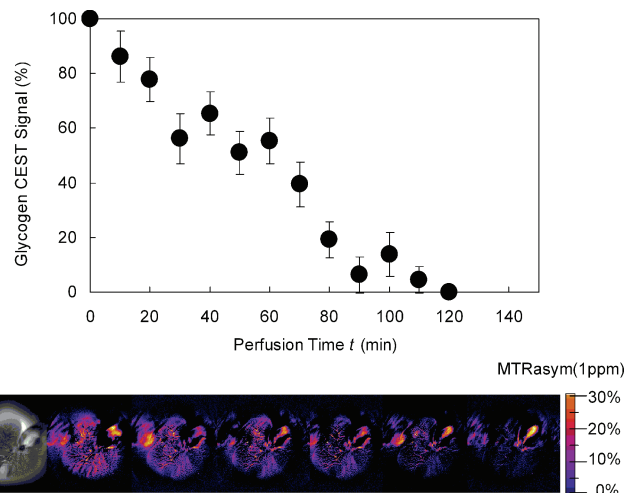 100
80
60
40
20
0
Glycogen CEST Signal (%)
0 20 40 60 80 100 120 140
Perfusion Time t (min)
MTRasym(1ppm)
30%
20%
10%
0%